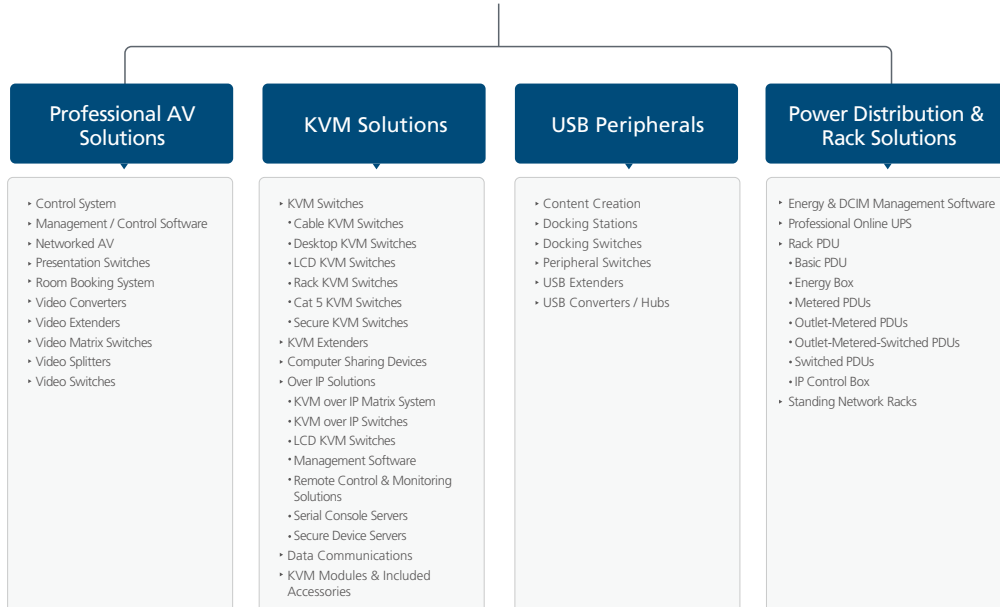 Professional AV
Solutions
‣ Control System
‣ Management / Control Software
‣ Networked AV
‣ Presentation Switches
‣ Room Booking System
‣ Video Converters
‣ Video Extenders
‣ Video Matrix Switches
‣ Video Splitters
‣ Video Switches
KVM Solutions
‣ KVM Switches
• Cable KVM Switches
• Desktop KVM Switches
• LCD KVM Switches
• Rack KVM Switches
• Cat 5 KVM Switches
• Secure KVM Switches
‣ KVM Extenders
‣ Computer Sharing Devices
‣ Over IP Solutions
• KVM over IP Matrix System
• KVM over IP Switches
• LCD KVM Switches
• Management Software
• Remote Control & Monitoring
Solutions
• Serial Console Servers
• Secure Device Servers
‣ Data Communications
‣ KVM Modules & Included
Accessories
USB Peripherals
‣ Content Creation
‣ Docking Stations
‣ Docking Switches
‣ Peripheral Switches
‣ USB Extenders
‣ USB Converters / Hubs
Power Distribution &
Rack Solutions
‣ Energy & DCIM Management Software
‣ Professional Online UPS
‣ Rack PDU
• Basic PDU
• Energy Box
• Metered PDUs
• Outlet-Metered PDUs
• Outlet-Metered-Switched PDUs
• Switched PDUs
• IP Control Box
‣ Standing Network Racks